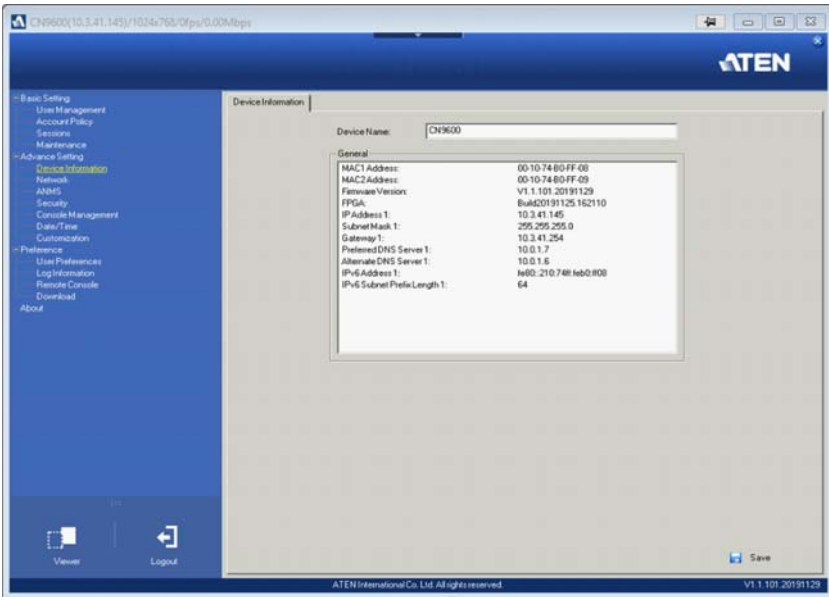 CN9600(10.3.41.145)/1024x768/0fps/0.00Mbps
ATEN
Basic Setting
User Management
Account Policy
Sessions
Maintenance
Advance Setting
Device Information
Network
ANMS
Security
Console Management
Date/Time
Customization
Preference
User Preferences
Log Information
Remote Console
Download
About
Viewer
Logout
Device Information
Device Name: CN9600
General
MAC1 Address: 00-10-74-B0-FF-08
MAC2 Address: 00-10-74-B0-FF-09
Firmware Version: V1.1.101.20191129
FPGA: Build20191125.162110
IP Address 1: 10.3.41.145
Subnet Mask 1: 255.255.255.0
Gateway 1: 10.3.41.254
Preferred DNS Server 1: 10.0.1.7
Alternate DNS Server 1: 10.0.1.6
IPv6 Address 1: fe80::210:74ff:feb0:ff08
IPv6 Subnet Prefix Length 1: 64
Save
ATEN International Co. Ltd. All rights reserved.
V1.1.101.20191129